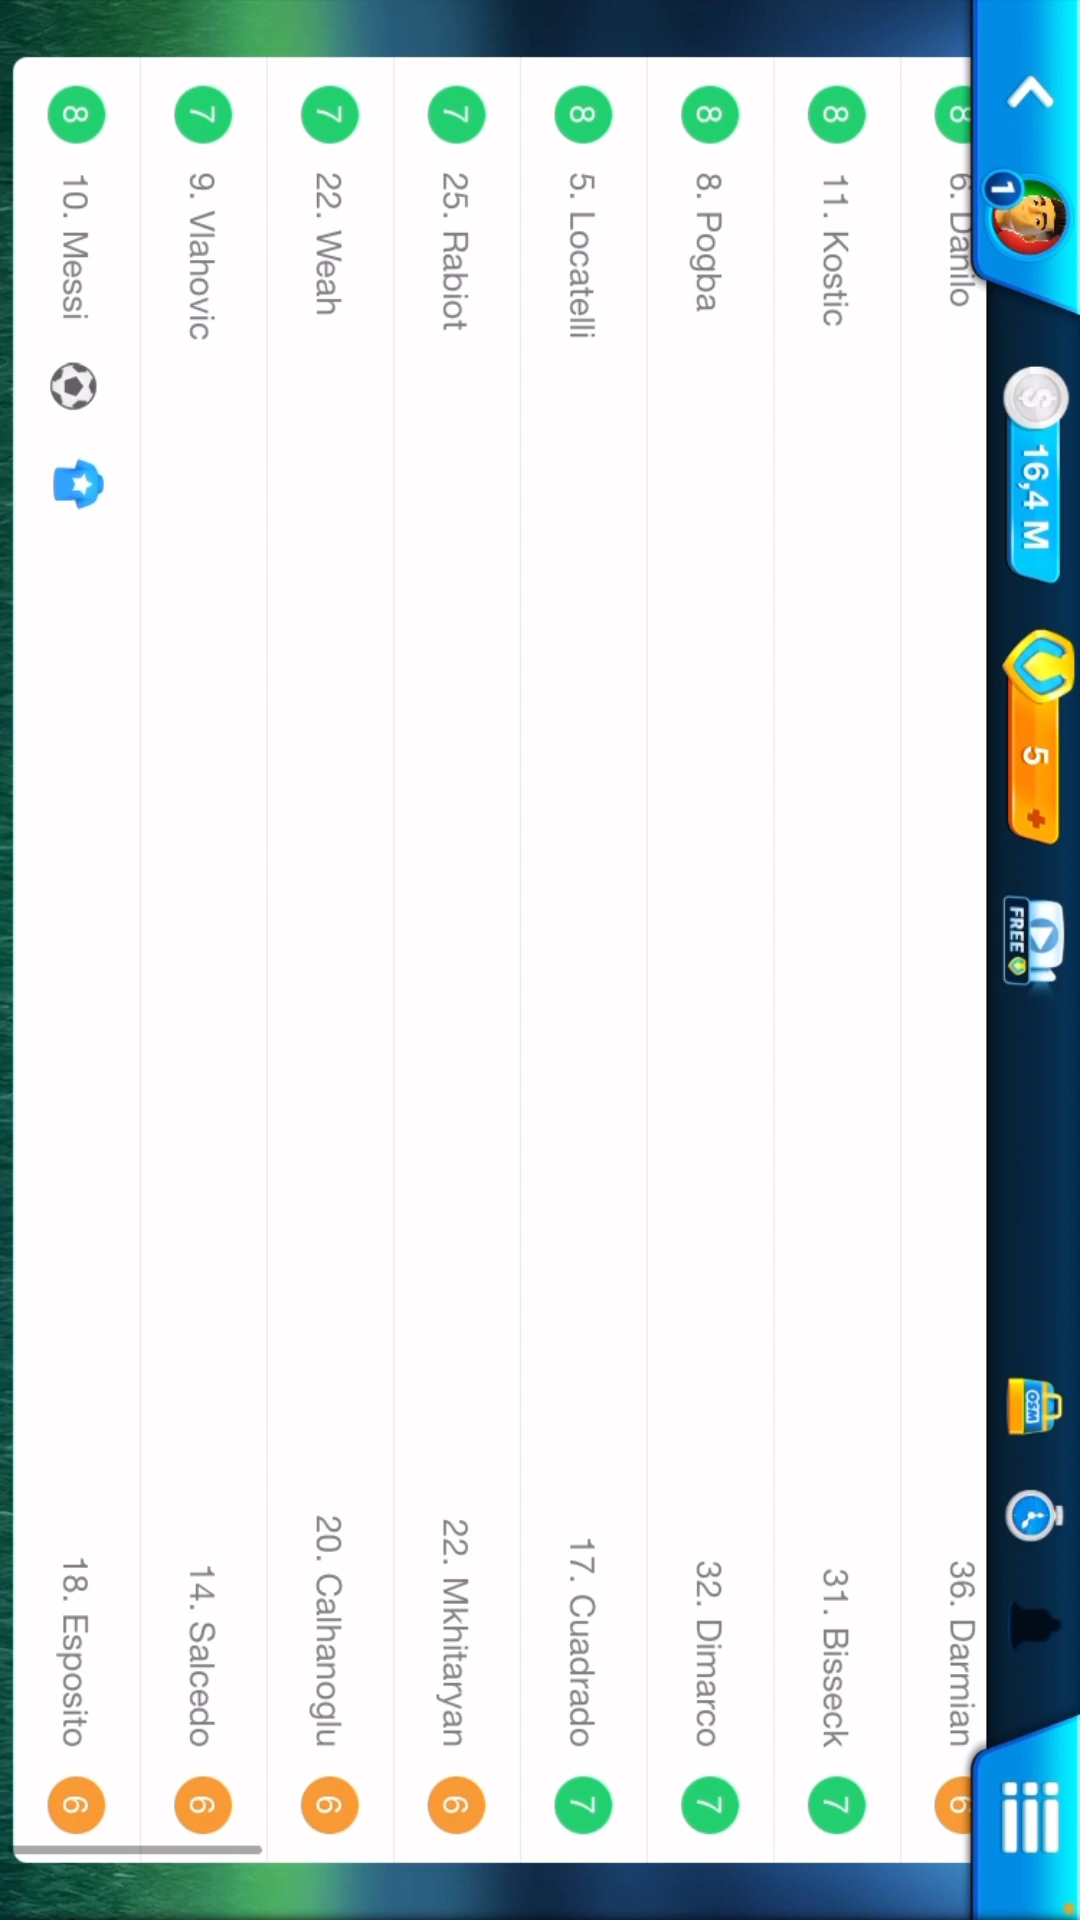 1
16,4 M
5 +
FREE
OSM
8 6. Danilo 36. Darmian 6
8 11. Kostic 31. Bisseck 7
8 8. Pogba 32. Dimarco 7
8 5. Locatelli 17. Cuadrado 7
7 25. Rabiot 22. Mkhitaryan 6
7 22. Weah 20. Calhanoglu 6
7 9. Vlahovic 14. Salcedo 6
8 10. Messi 18. Esposito 6